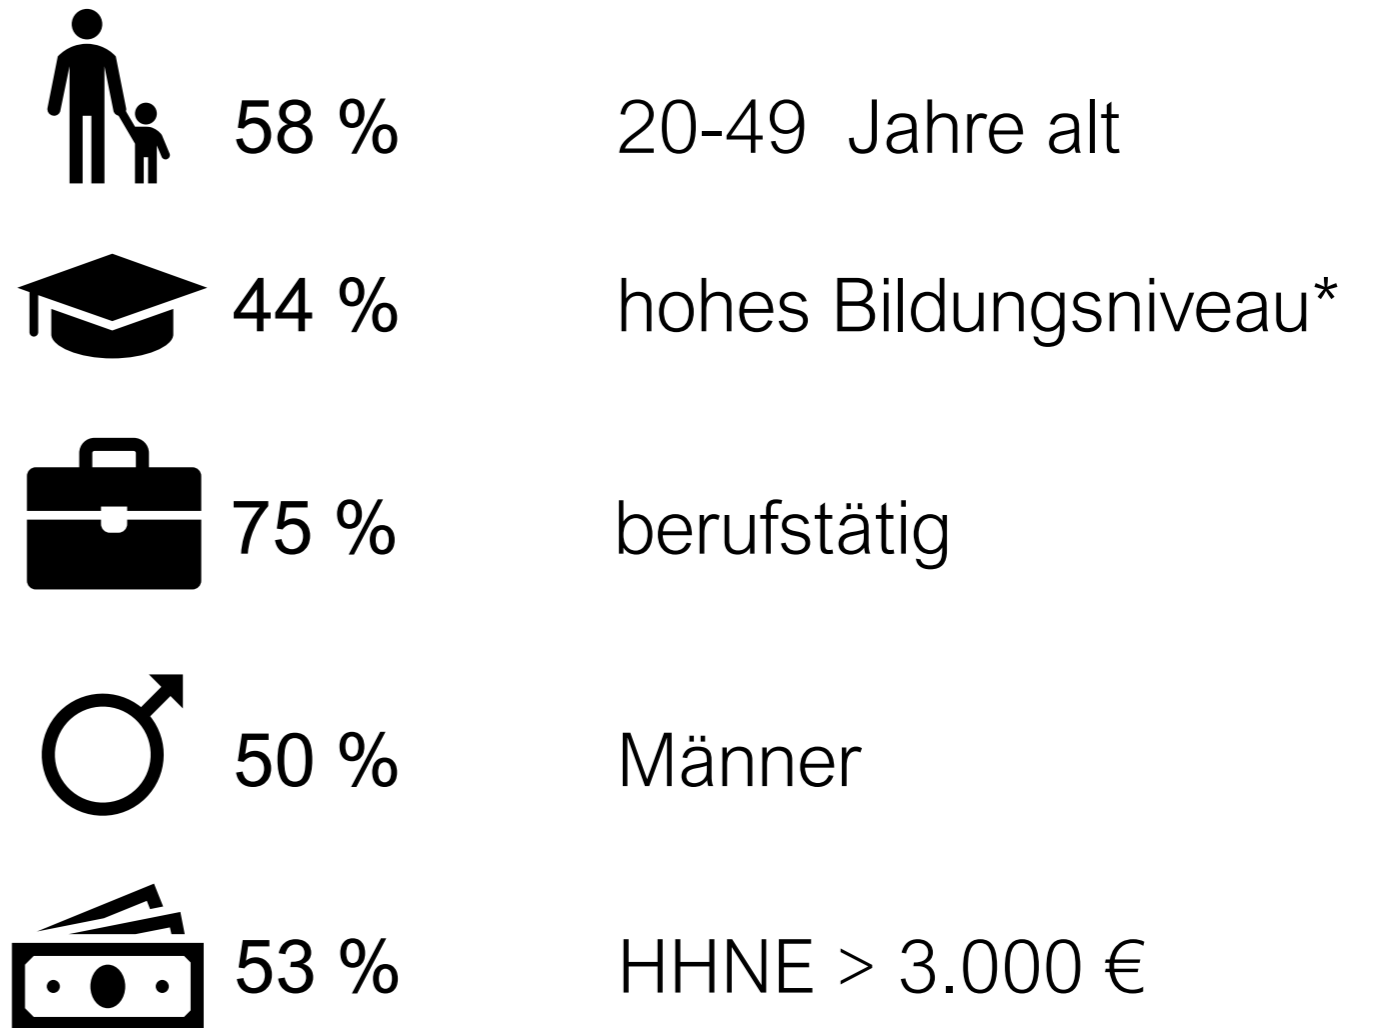 58 % 20-49 Jahre alt
44 % hohes Bildungsniveau*
75 % berufstätig
50 % Männer
53 % HHNE > 3.000 €